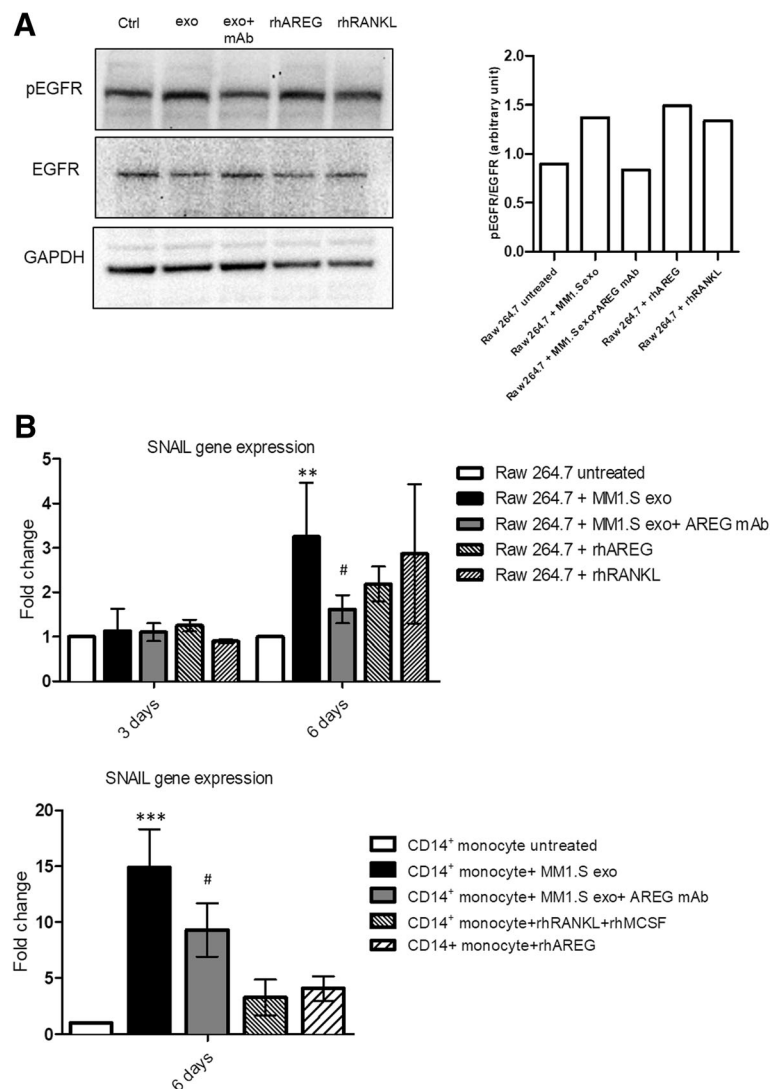 A
Ctrl exo exo+ mAb rhAREG rhRANKL
pEGFR
EGFR
GAPDH
pEGFR/EGFR (arbitrary unit)
2.0
1.5
1.0
0.5
0.0
Raw 264.7 untreated
Raw 264.7 + MM1.S exo
Raw 264.7 + MM1.S exo+AREG mAb
Raw 264.7 + rhAREG
Raw 264.7 + rhRANKL
B
SNAIL gene expression
Fold change
5
4
3
2
1
0
**
#
3 days
6 days
Raw 264.7 untreated
Raw 264.7 + MM1.S exo
Raw 264.7 + MM1.S exo+ AREG mAb
Raw 264.7 + rhAREG
Raw 264.7 + rhRANKL
SNAIL gene expression
Fold change
20
15
10
5
0
***
#
6 days
CD14⁺ monocyte untreated
CD14⁺ monocyte+ MM1.S exo
CD14⁺ monocyte+ MM1.S exo+ AREG mAb
CD14⁺ monocyte+rhRANKL+rhMCSF
CD14+ monocyte+rhAREG